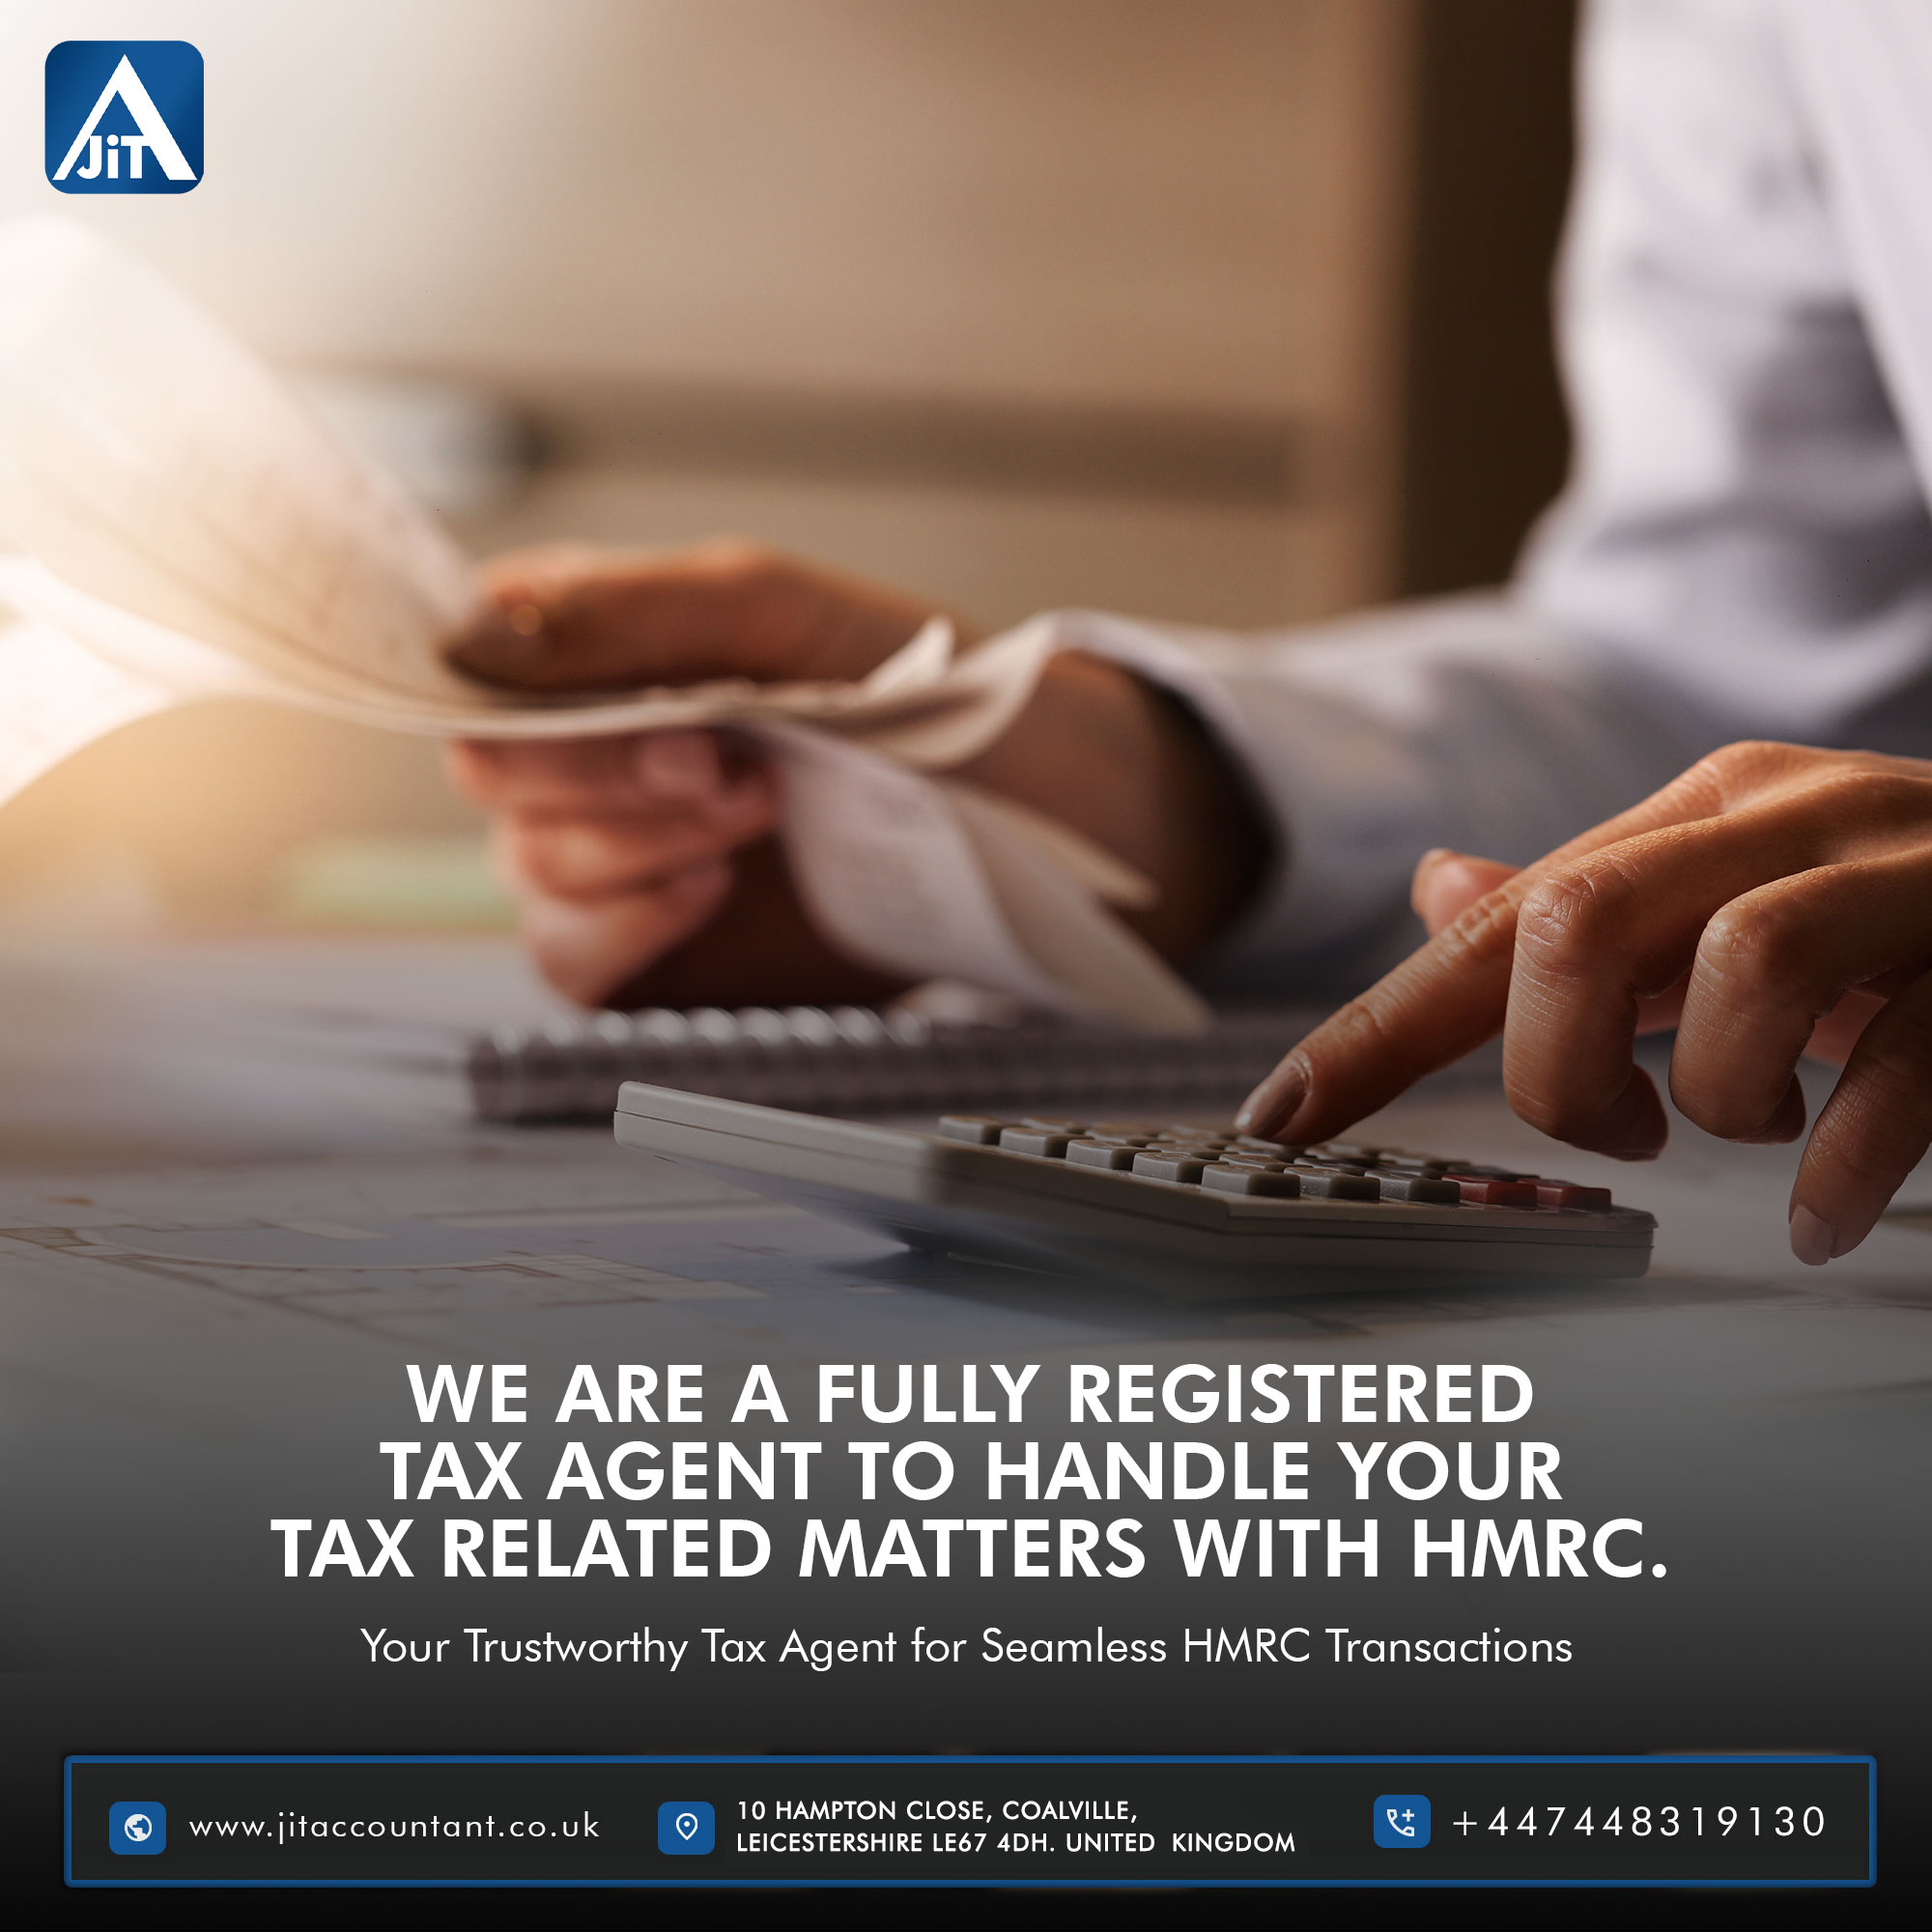 JiT
WE ARE A FULLY REGISTERED
TAX AGENT TO HANDLE YOUR
TAX RELATED MATTERS WITH HMRC.
Your Trustworthy Tax Agent for Seamless HMRC Transactions
www.jitaccountant.co.uk
10 HAMPTON CLOSE, COALVILLE,
LEICESTERSHIRE LE67 4DH. UNITED KINGDOM
+447448319130